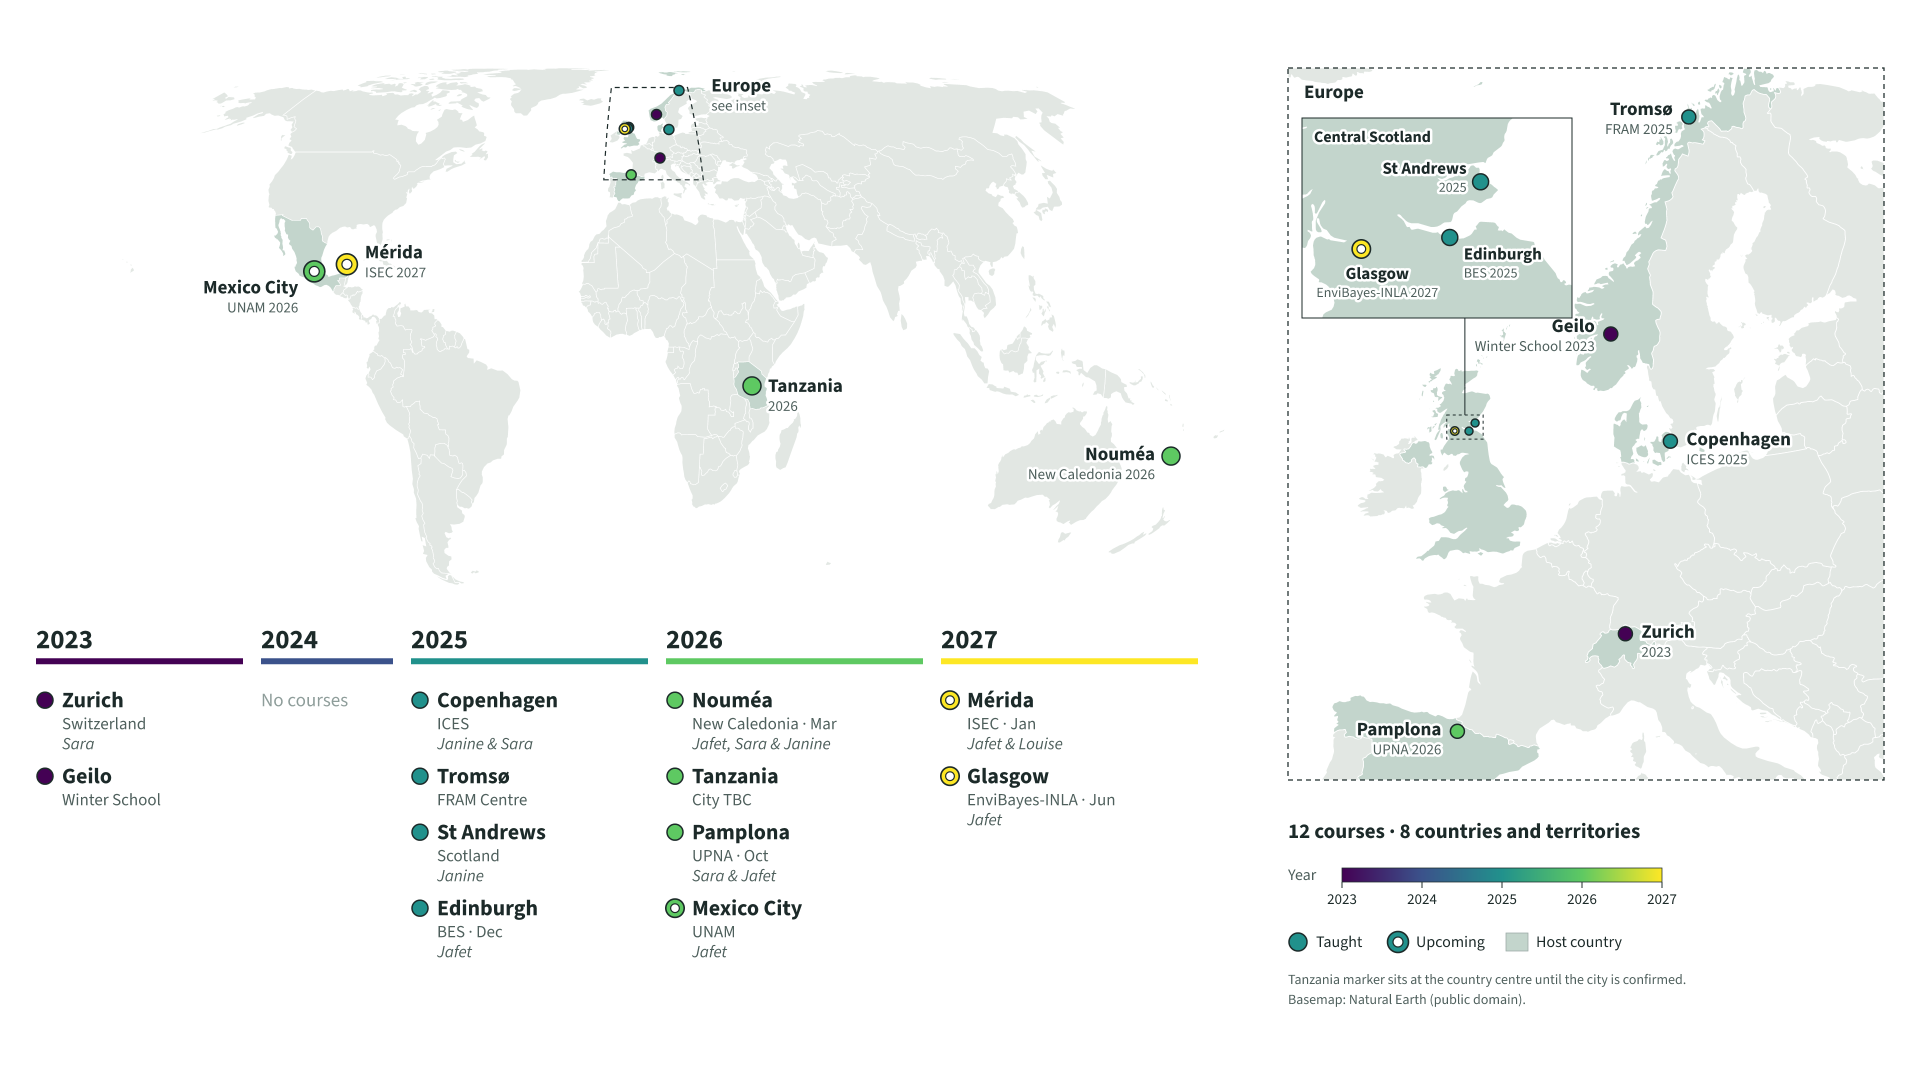 Europe
see inset
Mérida
ISEC 2027
Mexico City
UNAM 2026
Tanzania
2026
Nouméa
New Caledonia 2026
Europe
Central Scotland
St Andrews
2025
Edinburgh
BES 2025
Glasgow
EnviBayes-INLA 2027
Tromsø
FRAM 2025
Geilo
Winter School 2023
Copenhagen
ICES 2025
Zurich
2023
Pamplona
UPNA 2026
2023
Zurich
Switzerland
Sara
Geilo
Winter School
2024
No courses
2025
Copenhagen
ICES
Janine & Sara
Tromsø
FRAM Centre
St Andrews
Scotland
Janine
Edinburgh
BES · Dec
Jafet
2026
Nouméa
New Caledonia · Mar
Jafet, Sara & Janine
Tanzania
City TBC
Pamplona
UPNA · Oct
Sara & Jafet
Mexico City
UNAM
Jafet
2027
Mérida
ISEC · Jan
Jafet & Louise
Glasgow
EnviBayes-INLA · Jun
Jafet
12 courses · 8 countries and territories
Year
2023 2024 2025 2026 2027
Taught Upcoming Host country
Tanzania marker sits at the country centre until the city is confirmed.
Basemap: Natural Earth (public domain).